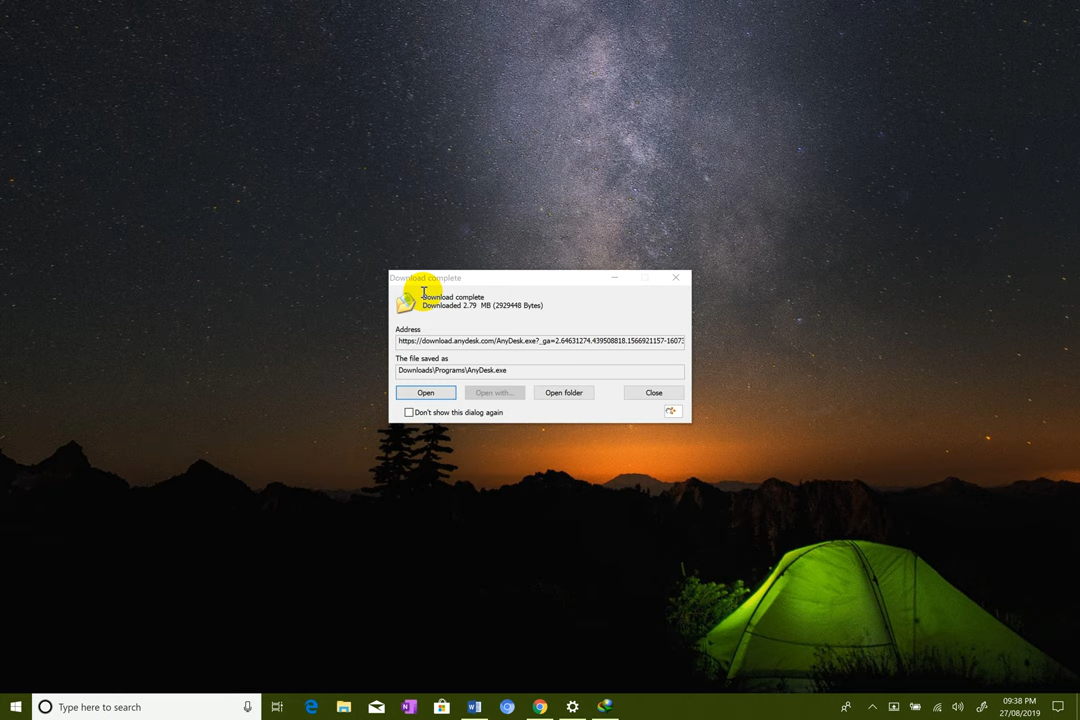 Download complete
Download complete
Downloaded 2.79 MB (2929448 Bytes)
Address
https://download.anydesk.com/AnyDesk.exe?_ga=2.64631274.439508818.1566921157-16073
The file saved as
Downloads\Programs\AnyDesk.exe
Open
Open with...
Open folder
Close
Don't show this dialog again
Type here to search
09:38 PM
27/08/2019